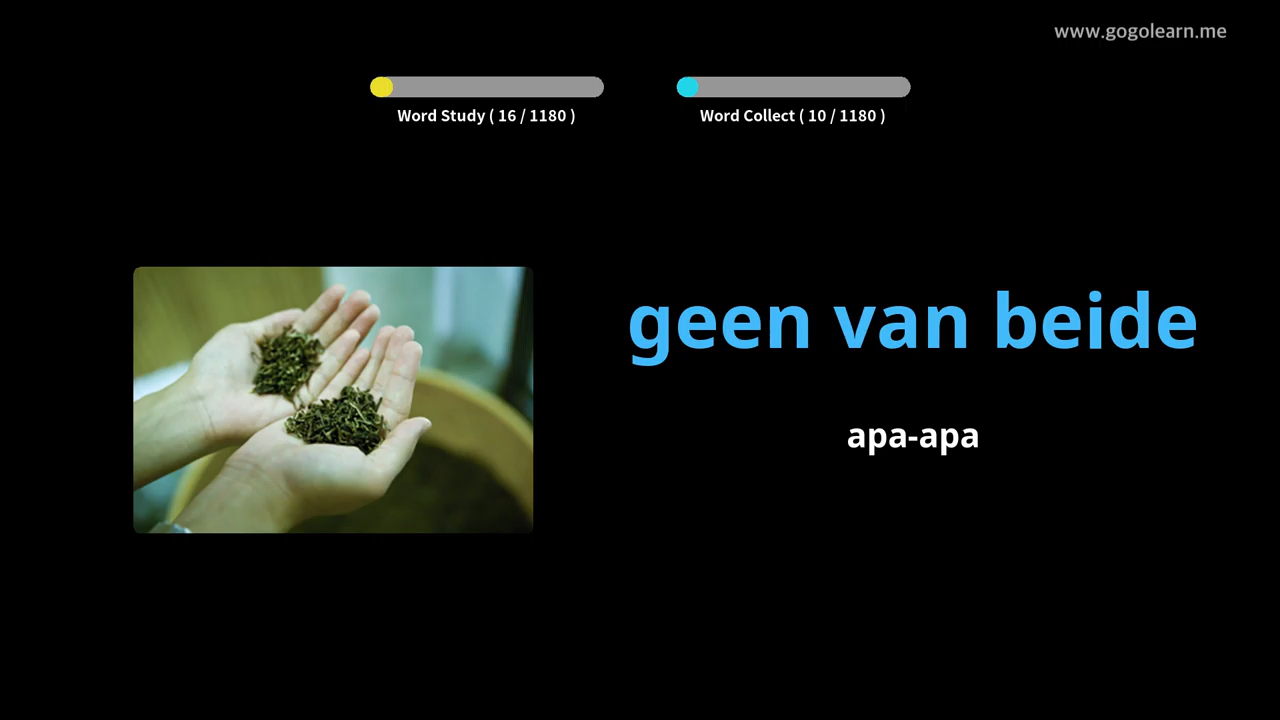 www.gogolearn.me
Word Study ( 16 / 1180 )
Word Collect ( 10 / 1180 )
geen van beide
apa-apa